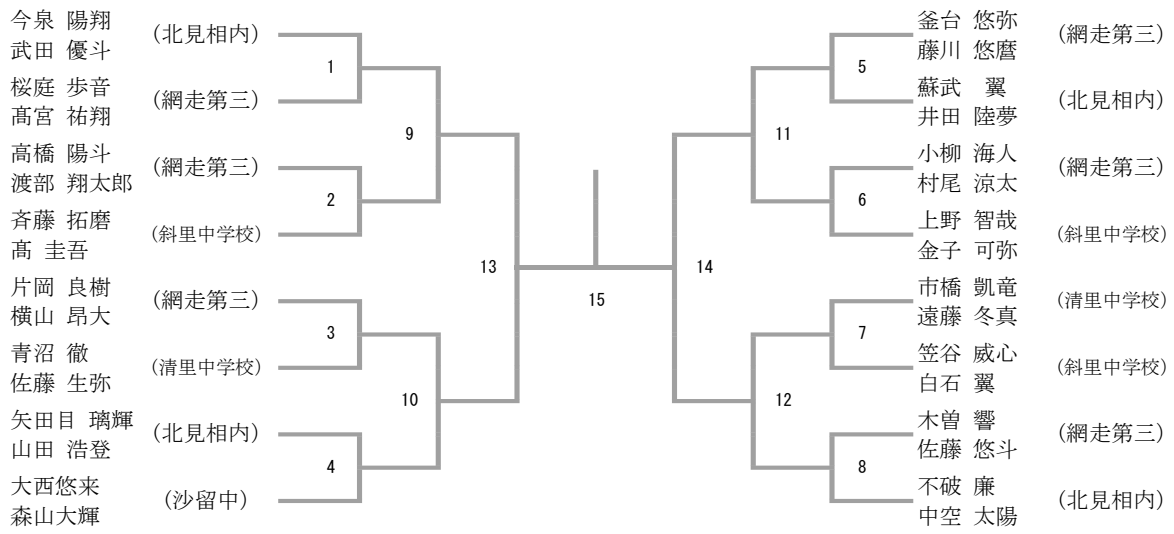 今泉 陽翔
武田 優斗
(北見相内)
1
桜庭 歩音
髙宮 祐翔
(網走第三)
9
高橋 陽斗
渡部 翔太郎
(網走第三)
2
斉藤 拓磨
髙 圭吾
(斜里中学校)
13
片岡 良樹
横山 昂大
(網走第三)
3
青沼 徹
佐藤 生弥
(清里中学校)
10
矢田目 璃輝
山田 浩登
(北見相内)
4
大西悠来
森山大輝
(沙留中)
15
釜台 悠弥
藤川 悠麿
(網走第三)
5
蘇武 翼
井田 陸夢
(北見相内)
11
小柳 海人
村尾 涼太
(網走第三)
6
上野 智哉
金子 可弥
(斜里中学校)
14
市橋 凱竜
遠藤 冬真
(清里中学校)
7
笠谷 威心
白石 翼
(斜里中学校)
12
木曽 響
佐藤 悠斗
(網走第三)
8
不破 廉
中空 太陽
(北見相内)